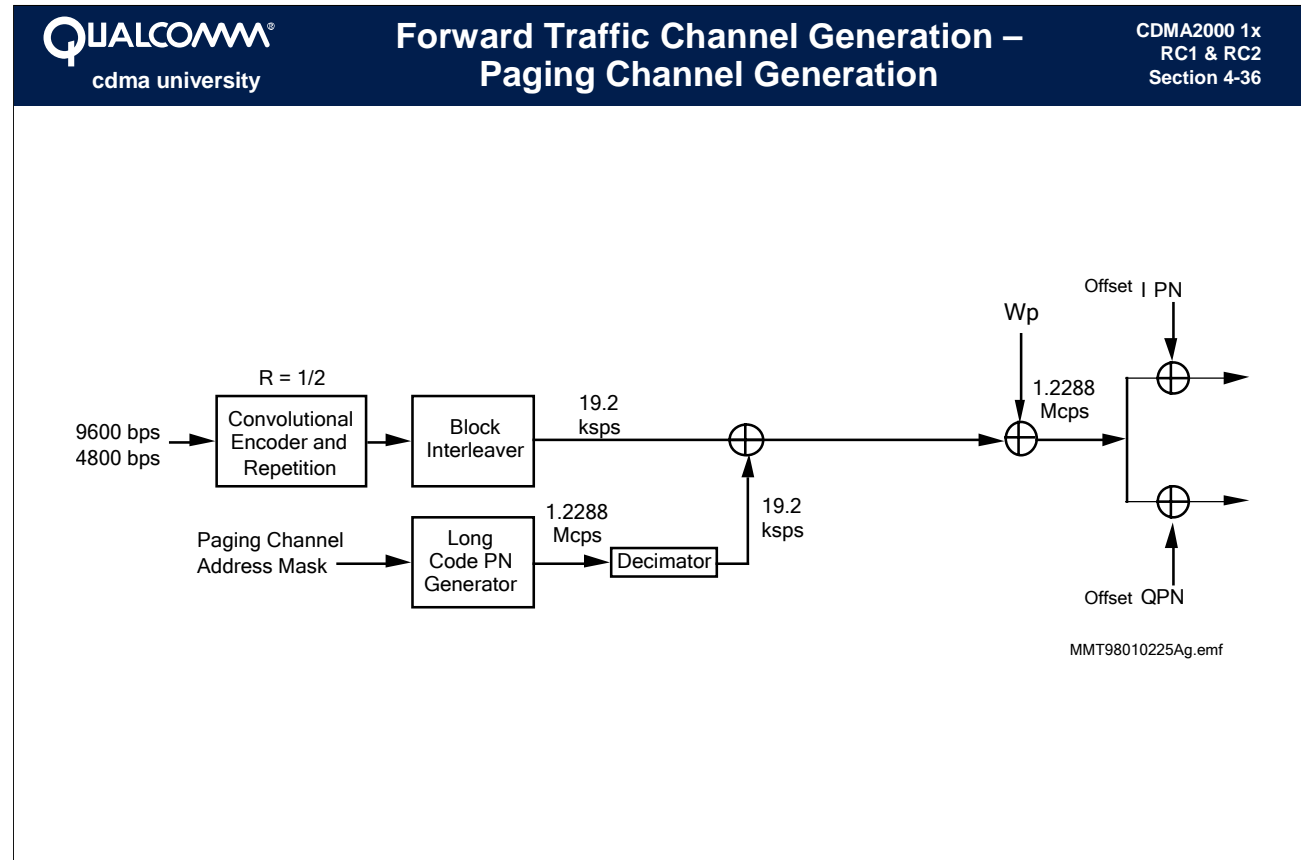 QUALCOMM®
cdma university
Forward Traffic Channel Generation –
Paging Channel Generation
CDMA2000 1x
RC1 & RC2
Section 4-36
Offset I PN
Wp
R = 1/2
1.2288
Mcps
9600 bps
4800 bps
Convolutional
Encoder and
Repetition
Block
Interleaver
19.2
ksps
Paging Channel
Address Mask
Long
Code PN
Generator
1.2288
Mcps
Decimator
19.2
ksps
Offset QPN
MMT98010225Ag.emf